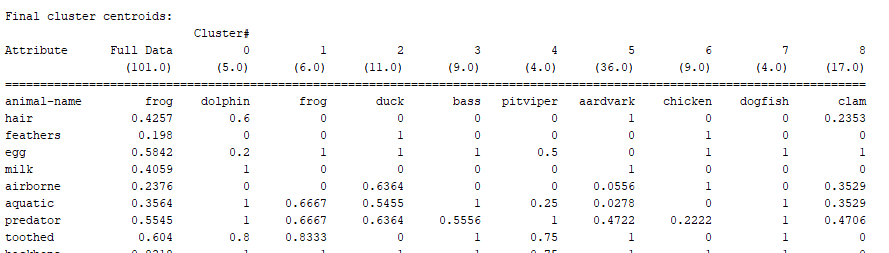 Final cluster centroids:
Cluster#
Attribute Full Data 0 1 2 3 4 5 6 7 8
(101.0) (5.0) (6.0) (11.0) (9.0) (4.0) (36.0) (9.0) (4.0) (17.0)
================================================================================
animal-name frog dolphin frog duck bass pitviper aardvark chicken dogfish clam
hair 0.4257 0.6 0 0 0 0 1 0 0 0.2353
feathers 0.198 0 0 1 0 0 0 1 0 0
egg 0.5842 0.2 1 1 1 0.5 0 1 1 1
milk 0.4059 1 0 0 0 0 1 0 0 0
airborne 0.2376 0 0 0.6364 0 0 0.0556 1 0 0.3529
aquatic 0.3564 1 0.6667 0.5455 1 0.25 0.0278 0 1 0.3529
predator 0.5545 1 0.6667 0.6364 0.5556 1 0.4722 0.2222 1 0.4706
toothed 0.604 0.8 0.8333 0 1 0.75 1 0 1 0